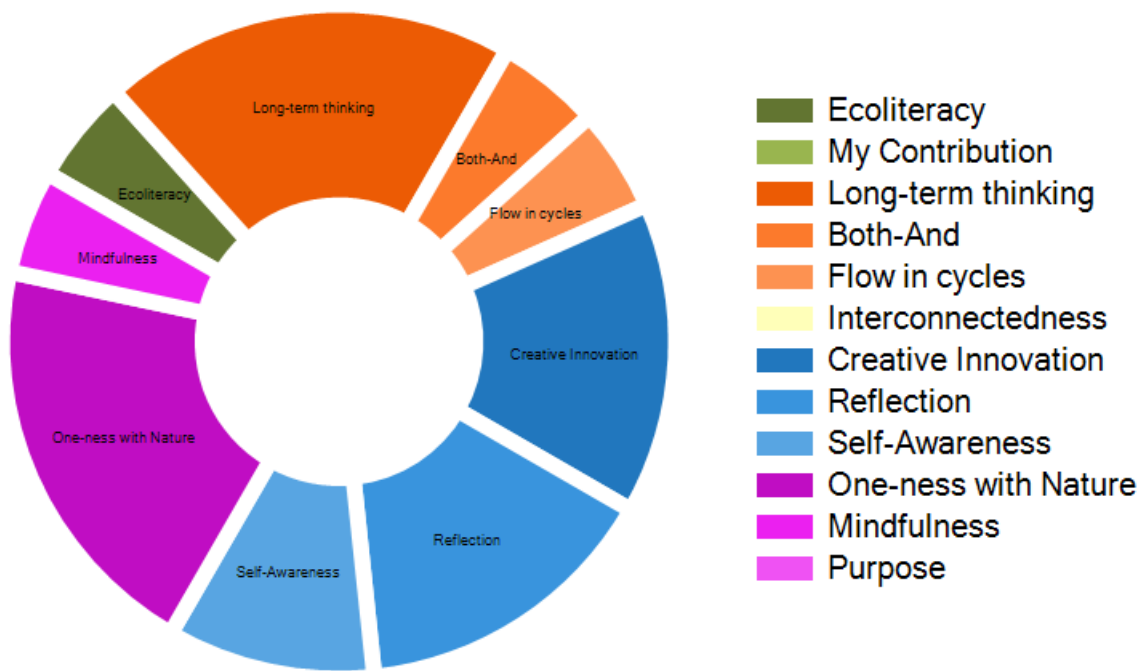 Long-term thinking
Both-And
Ecoliteracy
Flow in cycles
Mindfulness
Creative Innovation
One-ness with Nature
Reflection
Self-Awareness
Ecoliteracy
My Contribution
Long-term thinking
Both-And
Flow in cycles
Interconnectedness
Creative Innovation
Reflection
Self-Awareness
One-ness with Nature
Mindfulness
Purpose